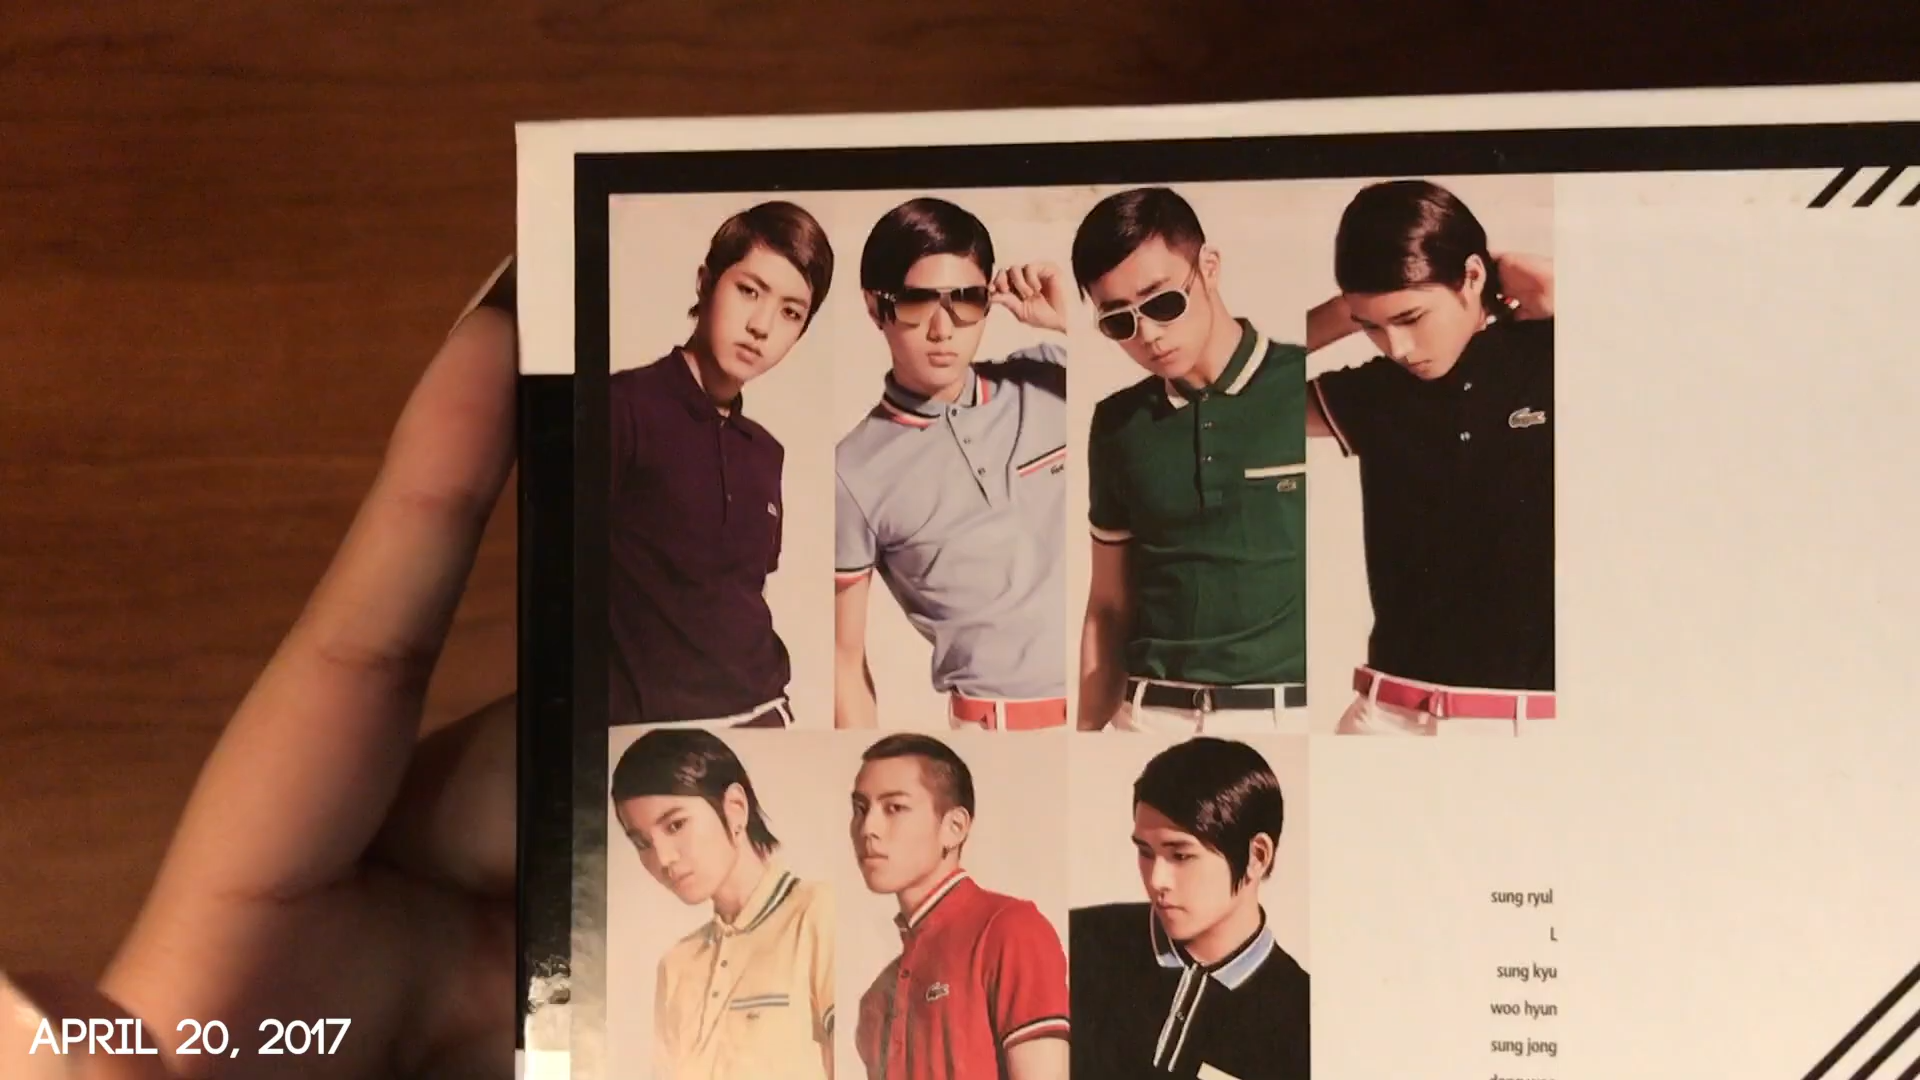 sung ryul
L
sung kyu
woo hyun
sung jong
APRIL 20, 2017